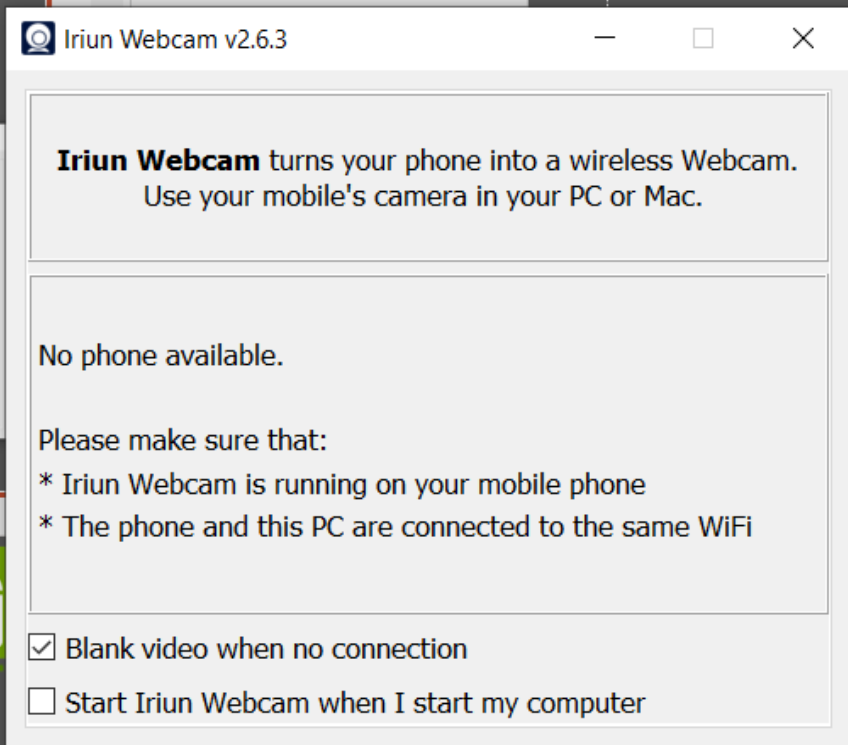 Iriun Webcam v2.6.3
Iriun Webcam turns your phone into a wireless Webcam.
Use your mobile's camera in your PC or Mac.
No phone available.
Please make sure that:
* Iriun Webcam is running on your mobile phone
* The phone and this PC are connected to the same WiFi
Blank video when no connection
Start Iriun Webcam when I start my computer